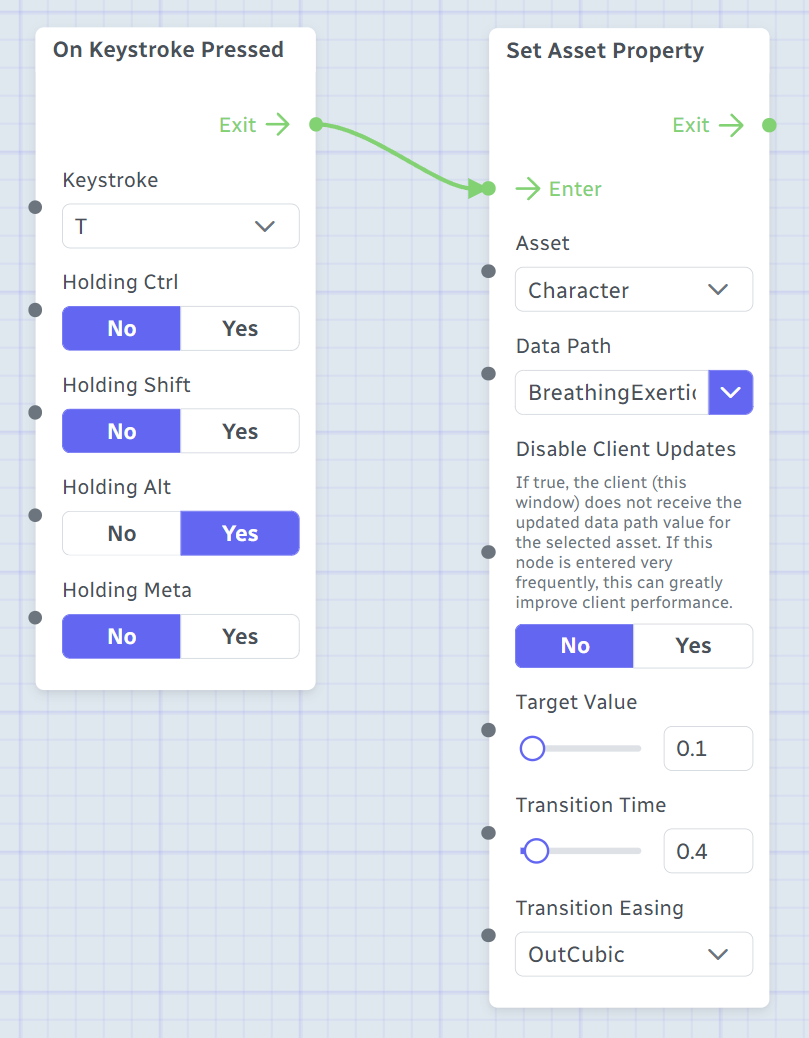 On Keystroke Pressed
Exit
Keystroke
T
Holding Ctrl
No Yes
Holding Shift
No Yes
Holding Alt
No Yes
Holding Meta
No Yes
Set Asset Property
Exit
Enter
Asset
Character
Data Path
BreathingExertic
Disable Client Updates
If true, the client (this
window) does not receive the
updated data path value for
the selected asset. If this
node is entered very
frequently, this can greatly
improve client performance.
No Yes
Target Value
0.1
Transition Time
0.4
Transition Easing
OutCubic